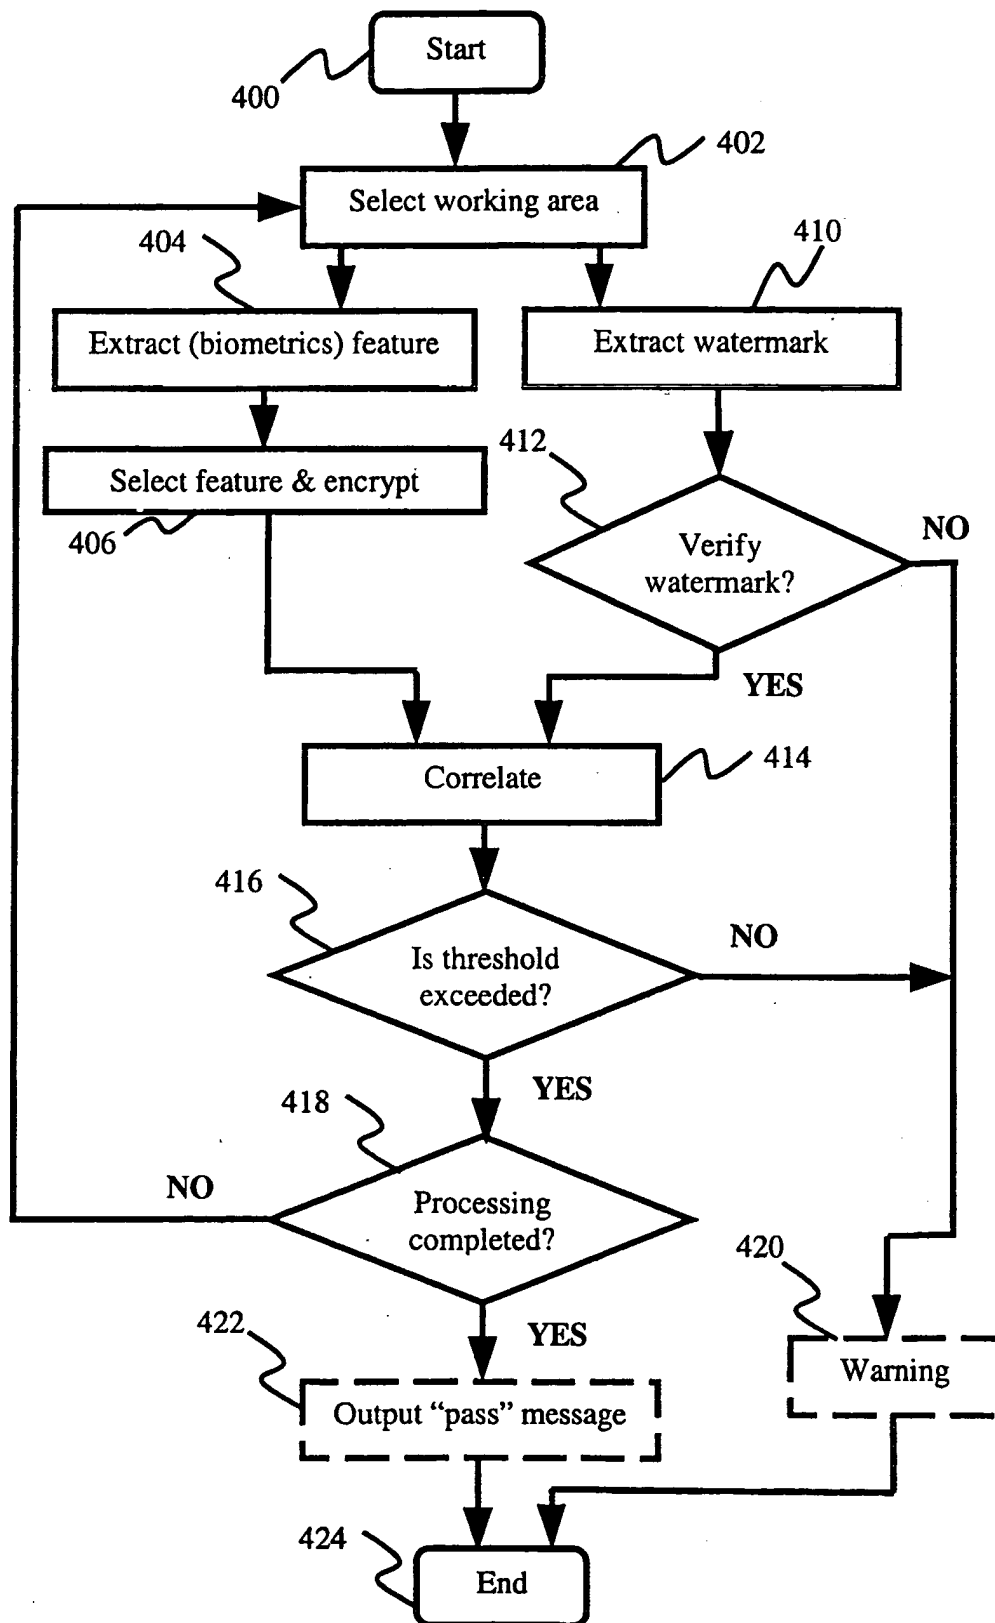 Start
400
402
Select working area
404
410
Extract (biometrics) feature
Extract watermark
412
Select feature & encrypt
406
NO
Verify
watermark?
YES
Correlate
414
416
NO
Is threshold
exceeded?
YES
418
NO
Processing
completed?
420
422
YES
Warning
Output “pass” message
424
End